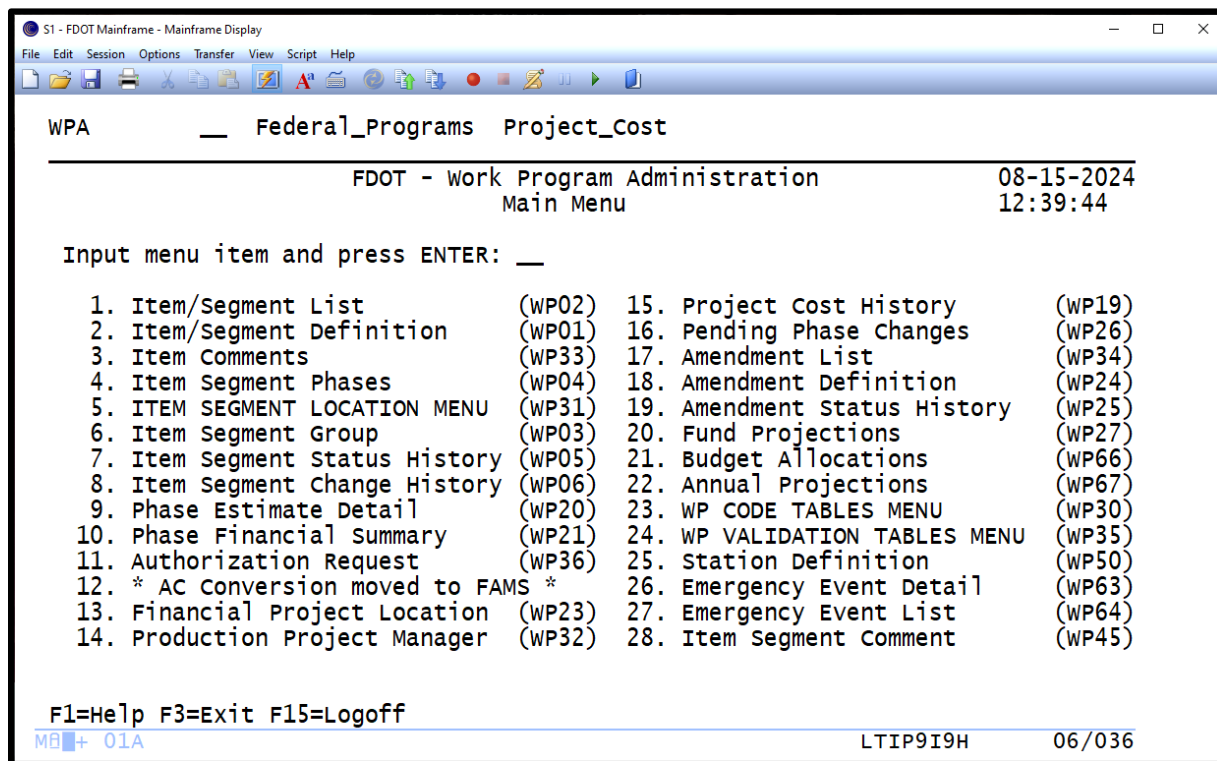 S1 - FDOT Mainframe - Mainframe Display
File Edit Session Options Transfer View Script Help
WPA __ Federal_Programs Project_Cost
FDOT - Work Program Administration 08-15-2024
Main Menu 12:39:44
Input menu item and press ENTER: __
1. Item/Segment List (WP02) 15. Project Cost History (WP19)
2. Item/Segment Definition (WP01) 16. Pending Phase Changes (WP26)
3. Item Comments (WP33) 17. Amendment List (WP34)
4. Item Segment Phases (WP04) 18. Amendment Definition (WP24)
5. ITEM SEGMENT LOCATION MENU (WP31) 19. Amendment Status History (WP25)
6. Item Segment Group (WP03) 20. Fund Projections (WP27)
7. Item Segment Status History (WP05) 21. Budget Allocations (WP66)
8. Item Segment Change History (WP06) 22. Annual Projections (WP67)
9. Phase Estimate Detail (WP20) 23. WP CODE TABLES MENU (WP30)
10. Phase Financial Summary (WP21) 24. WP VALIDATION TABLES MENU (WP35)
11. Authorization Request (WP36) 25. Station Definition (WP50)
12. * AC Conversion moved to FAMS * 26. Emergency Event Detail (WP63)
13. Financial Project Location (WP23) 27. Emergency Event List (WP64)
14. Production Project Manager (WP32) 28. Item Segment Comment (WP45)
F1=Help F3=Exit F15=Logoff
01A LTIP9I9H 06/036